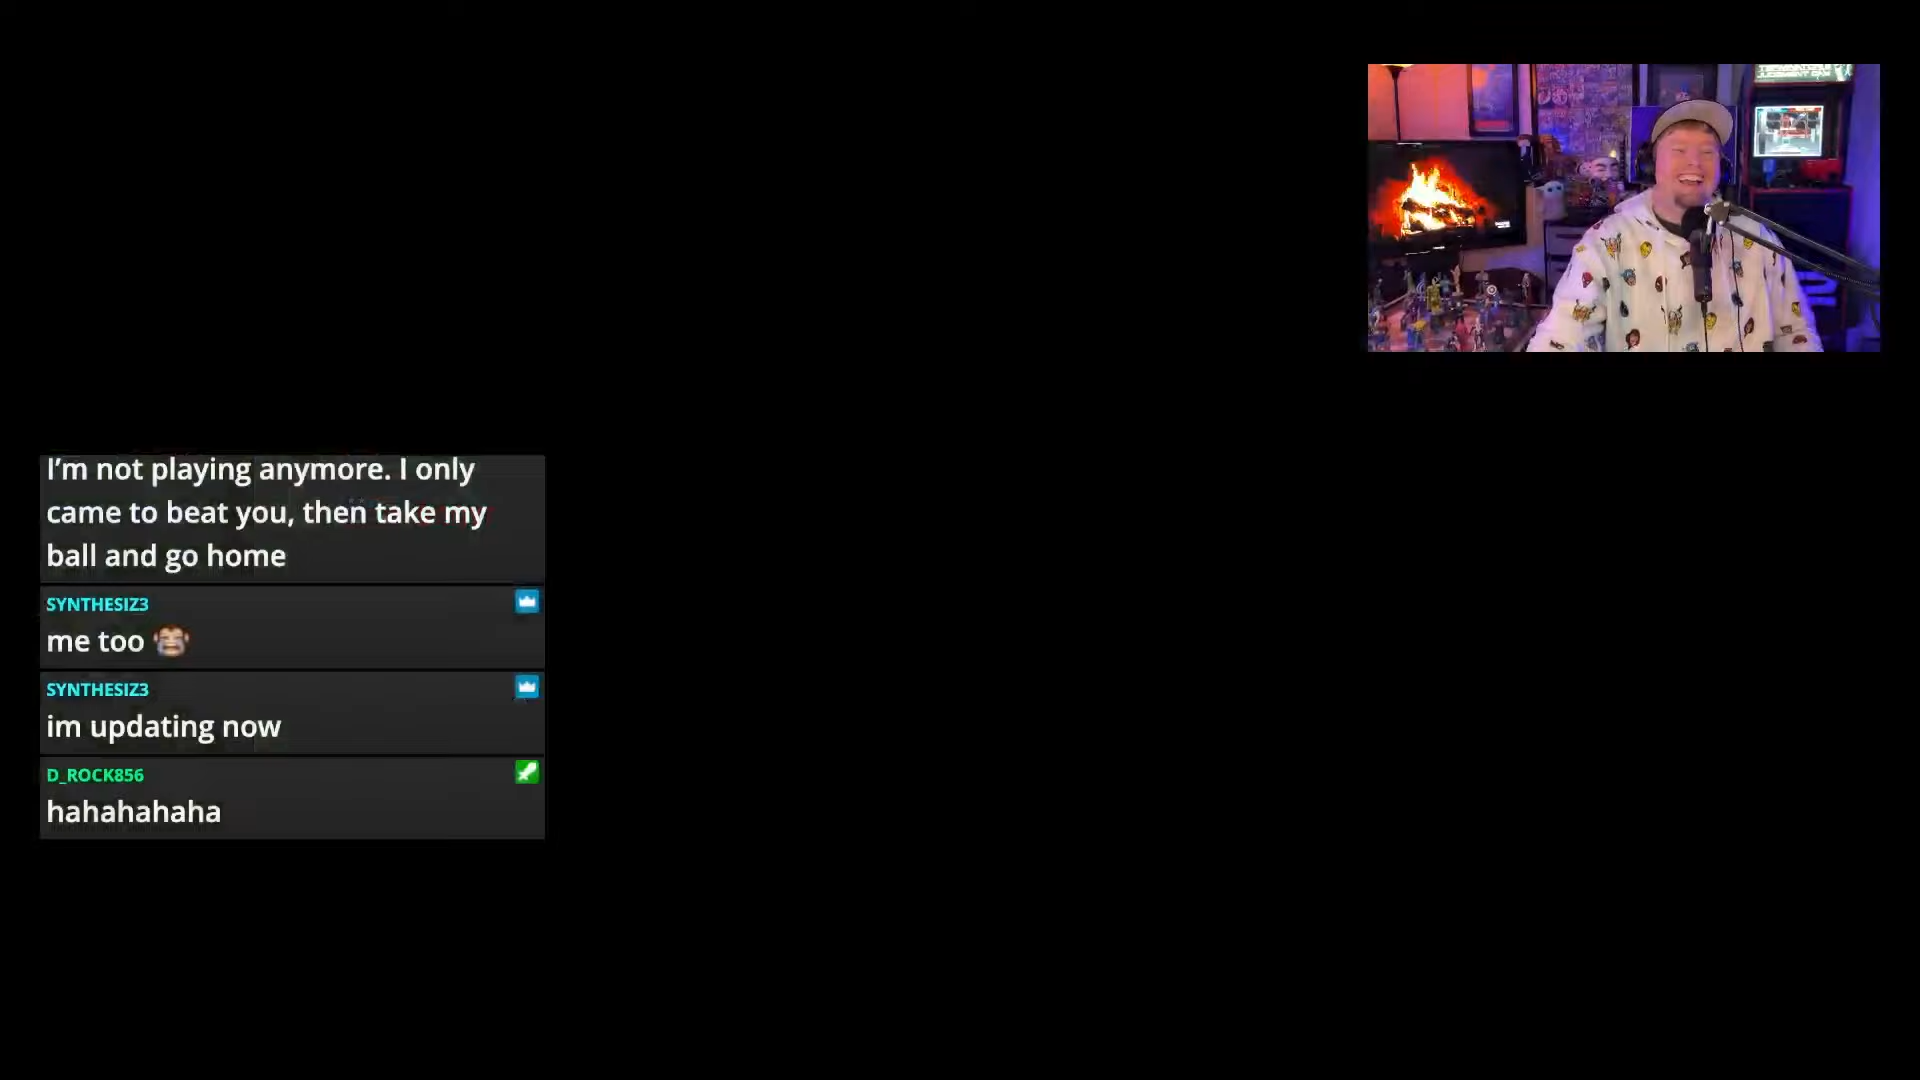 I'm not playing anymore. I only
came to beat you, then take my
ball and go home
SYNTHESIZ3
me too
SYNTHESIZ3
im updating now
D_ROCK856
hahahahaha